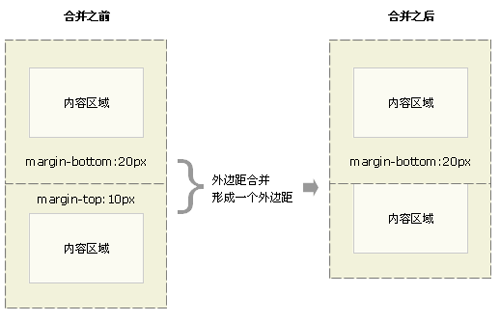 合并之前
合并之后
内容区域
margin-bottom:20px
margin-top:10px
内容区域
外边距合并
形成一个外边距
内容区域
margin-bottom:20px
内容区域